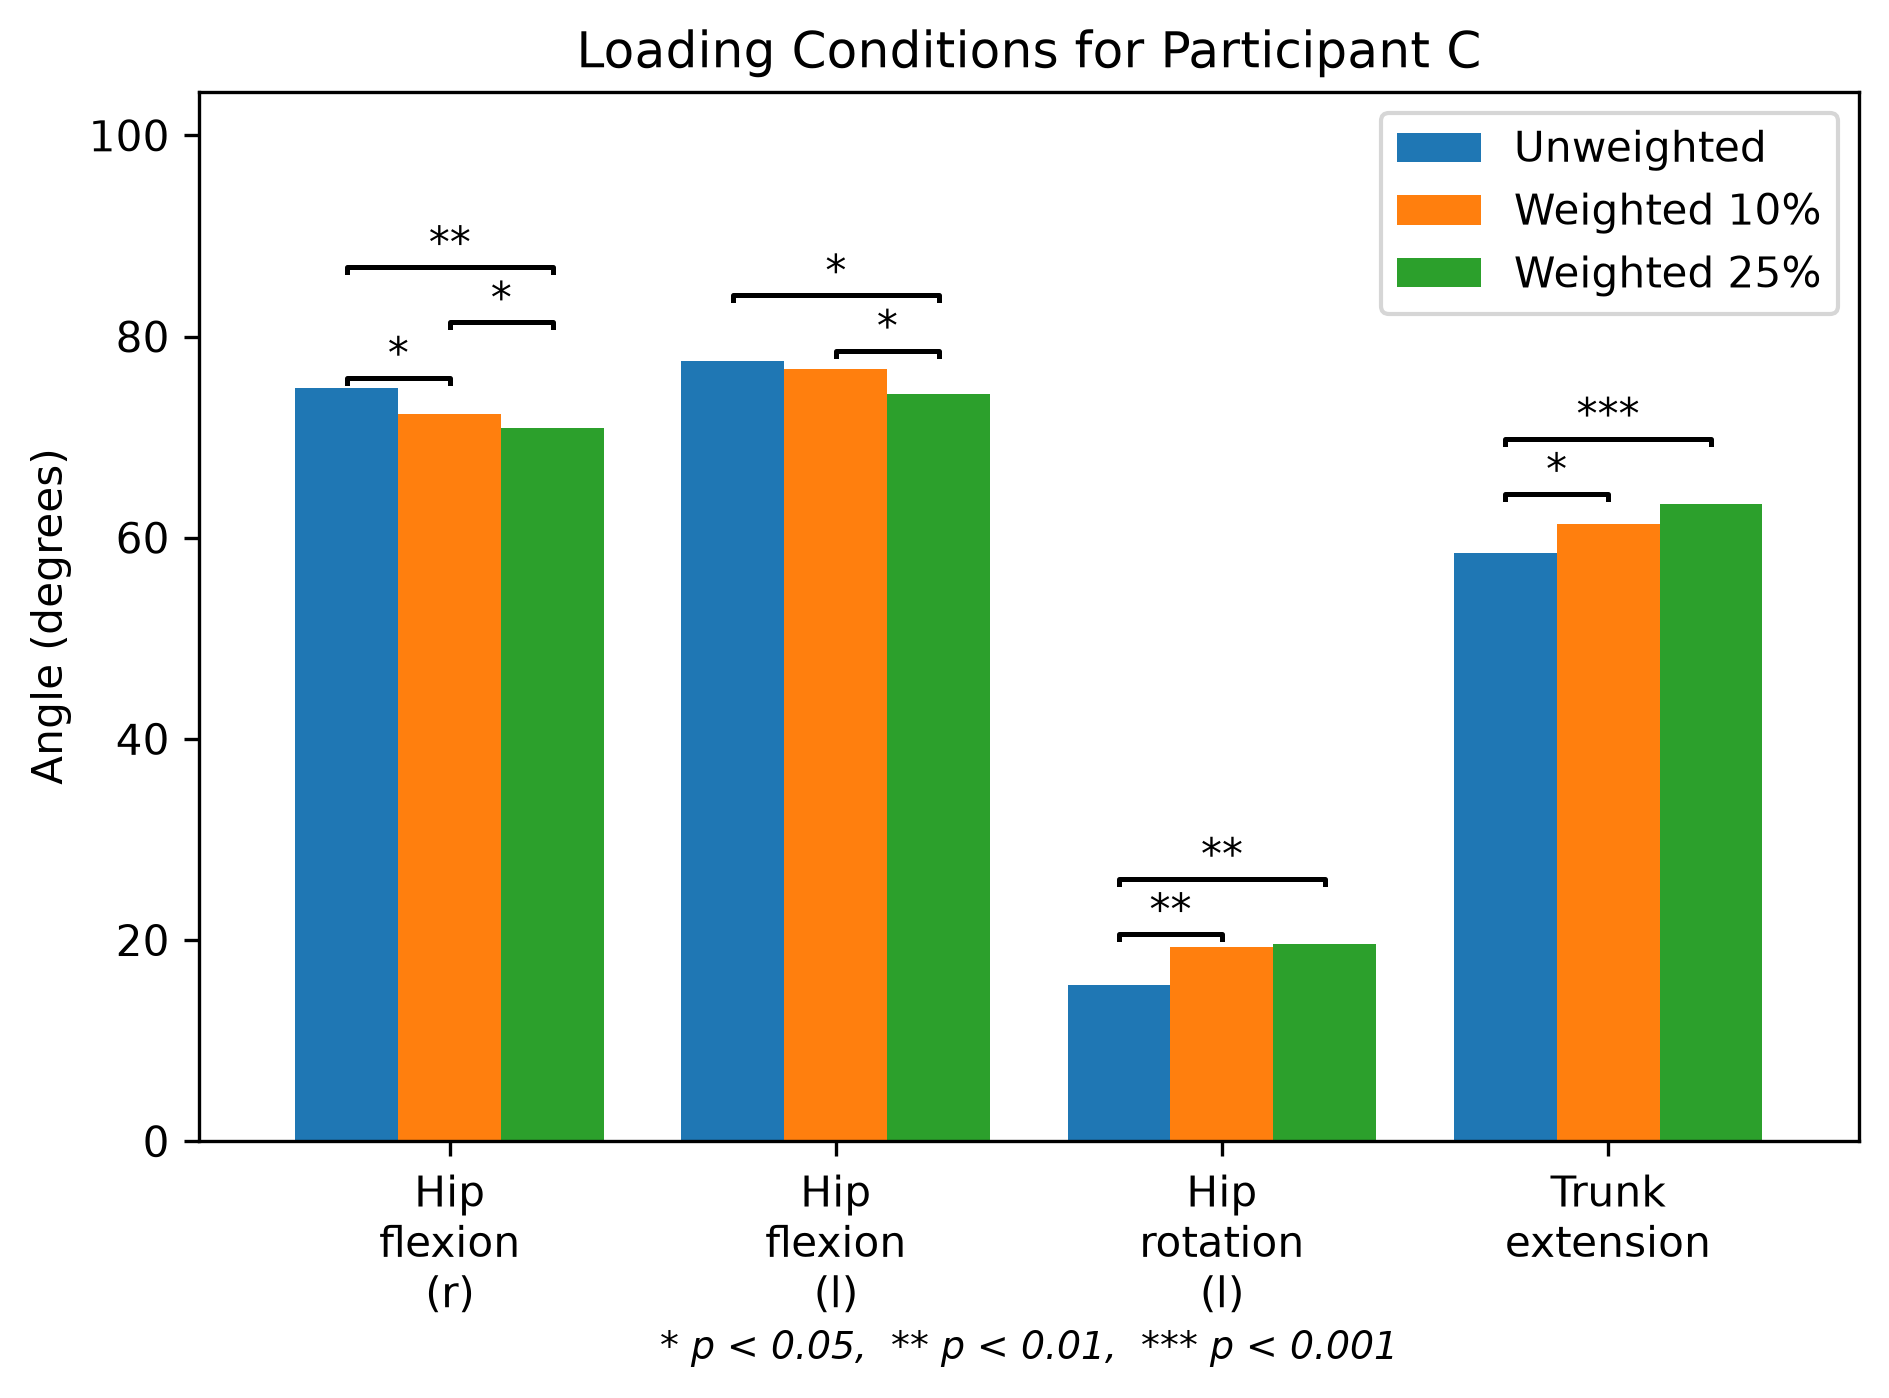 Loading Conditions for Participant C
Unweighted
Weighted 10%
Weighted 25%
Angle (degrees)
100
80
60
40
20
0
**
*
*
*
*
**
**
***
*
Hip
flexion
(r)
Hip
flexion
(l)
Hip
rotation
(l)
Trunk
extension
* p < 0.05, ** p < 0.01, *** p < 0.001